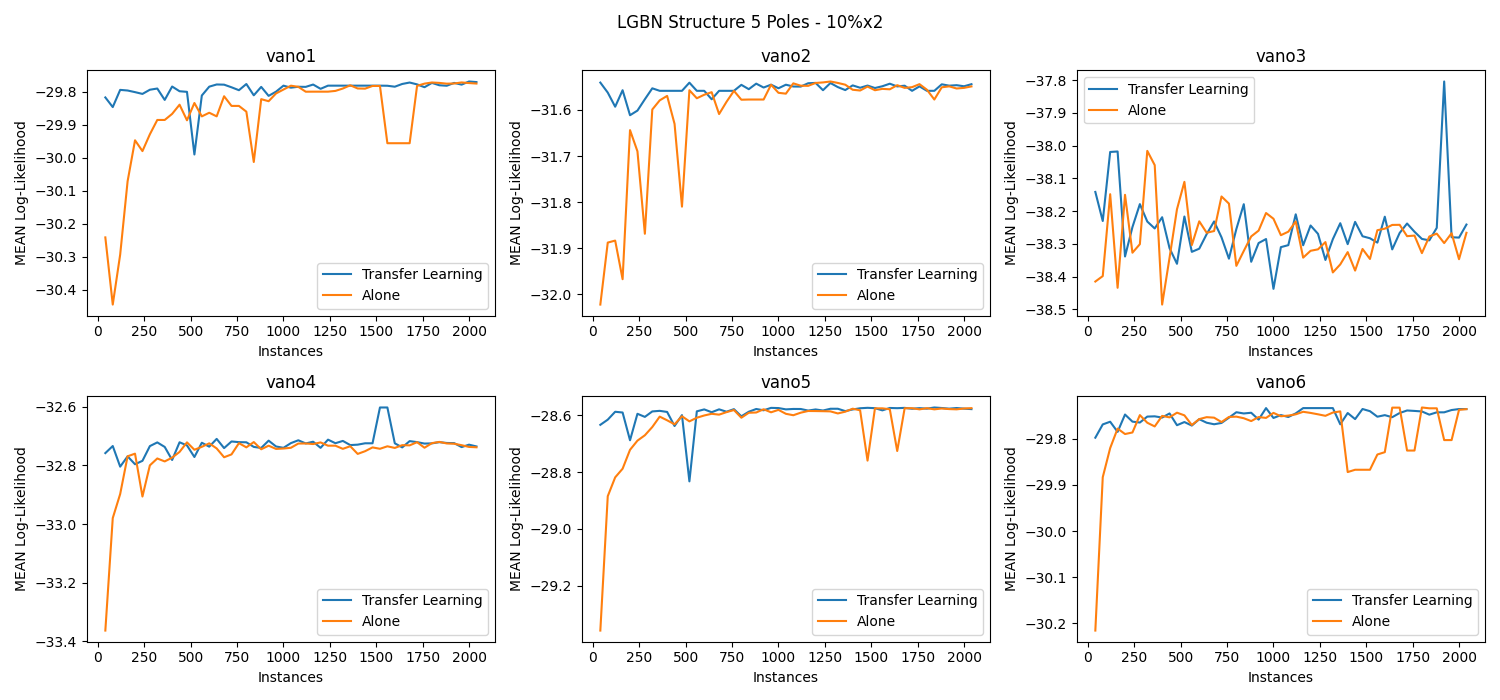 LGBN Structure 5 Poles - 10%x2
vano1
MEAN Log-Likelihood
−29.8
−29.9
−30.0
−30.1
−30.2
−30.3
−30.4
Transfer Learning
Alone
0 250 500 750 1000 1250 1500 1750 2000
Instances
vano2
MEAN Log-Likelihood
−31.6
−31.7
−31.8
−31.9
−32.0
Transfer Learning
Alone
0 250 500 750 1000 1250 1500 1750 2000
Instances
vano3
MEAN Log-Likelihood
−37.8
−37.9
−38.0
−38.1
−38.2
−38.3
−38.4
−38.5
Transfer Learning
Alone
0 250 500 750 1000 1250 1500 1750 2000
Instances
vano4
MEAN Log-Likelihood
−32.6
−32.8
−33.0
−33.2
−33.4
Transfer Learning
Alone
0 250 500 750 1000 1250 1500 1750 2000
Instances
vano5
MEAN Log-Likelihood
−28.6
−28.8
−29.0
−29.2
Transfer Learning
Alone
0 250 500 750 1000 1250 1500 1750 2000
Instances
vano6
MEAN Log-Likelihood
−29.8
−29.9
−30.0
−30.1
−30.2
Transfer Learning
Alone
0 250 500 750 1000 1250 1500 1750 2000
Instances